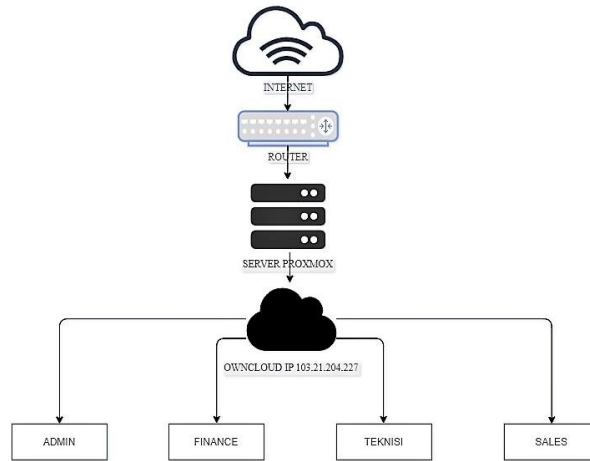 INTERNET
ROUTER
SERVER PROXMOX
OWNCLOUD IP 103.21.204.227
ADMIN
FINANCE
TEKNISI
SALES